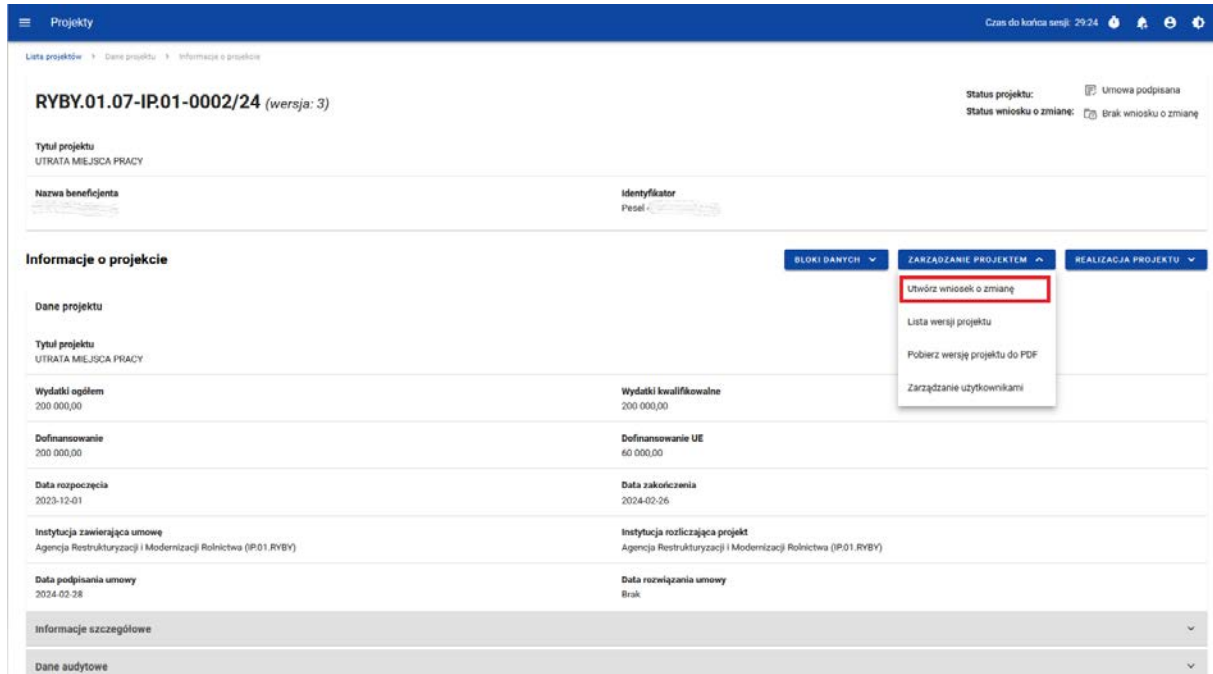 Projekty
Czas do końca sesji: 29:24
Lista projektów > Dane projektu > Informacje o projekcie
RYBY.01.07-IP.01-0002/24 (wersja: 3)
Status projektu: Umowa podpisana
Status wniosku o zmianę: Brak wniosku o zmianę
Tytuł projektu
UTRATA MIEJSCA PRACY
Nazwa beneficjenta
Identyfikator
Pesel
Informacje o projekcie
BLOKI DANYCH
ZARZĄDZANIE PROJEKTEM
REALIZACJA PROJEKTU
Utwórz wniosek o zmianę
Lista wersji projektu
Pobierz wersję projektu do PDF
Zarządzanie użytkownikami
Dane projektu
Tytuł projektu
UTRATA MIEJSCA PRACY
Wydatki ogółem
200 000,00
Wydatki kwalifikowalne
200 000,00
Dofinansowanie
200 000,00
Dofinansowanie UE
60 000,00
Data rozpoczęcia
2023-12-01
Data zakończenia
2024-02-26
Instytucja zawierająca umowę
Agencja Restrukturyzacji i Modernizacji Rolnictwa (IP.01.RYBY)
Instytucja rozliczająca projekt
Agencja Restrukturyzacji i Modernizacji Rolnictwa (IP.01.RYBY)
Data podpisania umowy
2024-02-28
Data rozwiązania umowy
Brak
Informacje szczegółowe
Dane audytowe